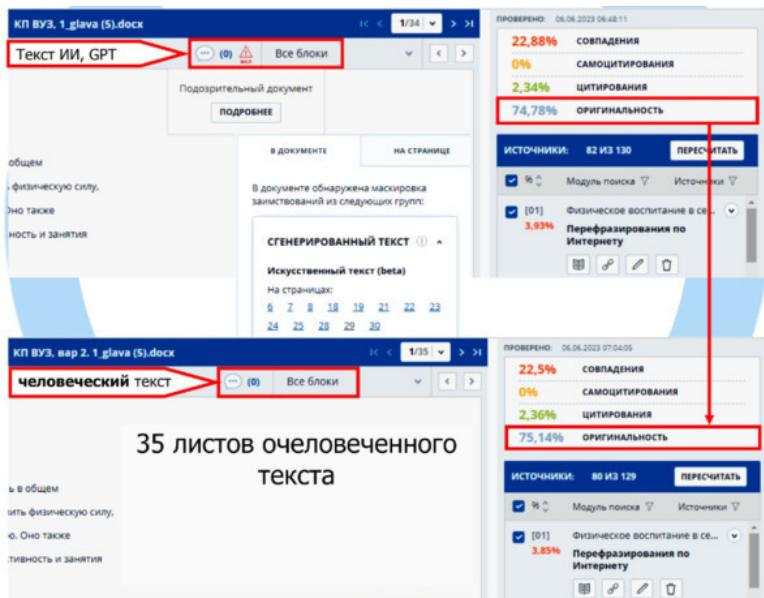 КП ВУЗ, 1_glava (5).docx
1/34
ПРОВЕРЕНО: 06.06.2023 06:48:11
Текст ИИ, GPT
(0)
Все блоки
22,88% СОВПАДЕНИЯ
0% САМОЦИТИРОВАНИЯ
2,34% ЦИТИРОВАНИЯ
74,78% ОРИГИНАЛЬНОСТЬ
Подозрительный документ
ПОДРОБНЕЕ
В ДОКУМЕНТЕ
НА СТРАНИЦЕ
ИСТОЧНИКИ: 82 ИЗ 130 ПЕРЕСЧИТАТЬ
% Модуль поиска Источники
общем
физическую силу,
Оно также
ность и занятия
В документе обнаружена маскировка
заимствований из следующих групп:
СГЕНЕРИРОВАННЫЙ ТЕКСТ
Искусственный текст (beta)
На страницах:
6 7 8 18 19 21 22 23
24 25 28 29 30
[01] Физическое воспитание в се...
3,93% Перефразирования по
Интернету
КП ВУЗ, вар 2. 1_glava (5).docx
1/35
ПРОВЕРЕНО: 06.06.2023 07:04:05
человеческий текст
(0)
Все блоки
22,5% СОВПАДЕНИЯ
0% САМОЦИТИРОВАНИЯ
2,36% ЦИТИРОВАНИЯ
75,14% ОРИГИНАЛЬНОСТЬ
35 листов очеловеченного
текста
ь в общем
ить физическую силу,
ю. Оно также
тивность и занятия
ИСТОЧНИКИ: 80 ИЗ 129 ПЕРЕСЧИТАТЬ
% Модуль поиска Источники
[01] Физическое воспитание в се...
3,85% Перефразирования по
Интернету